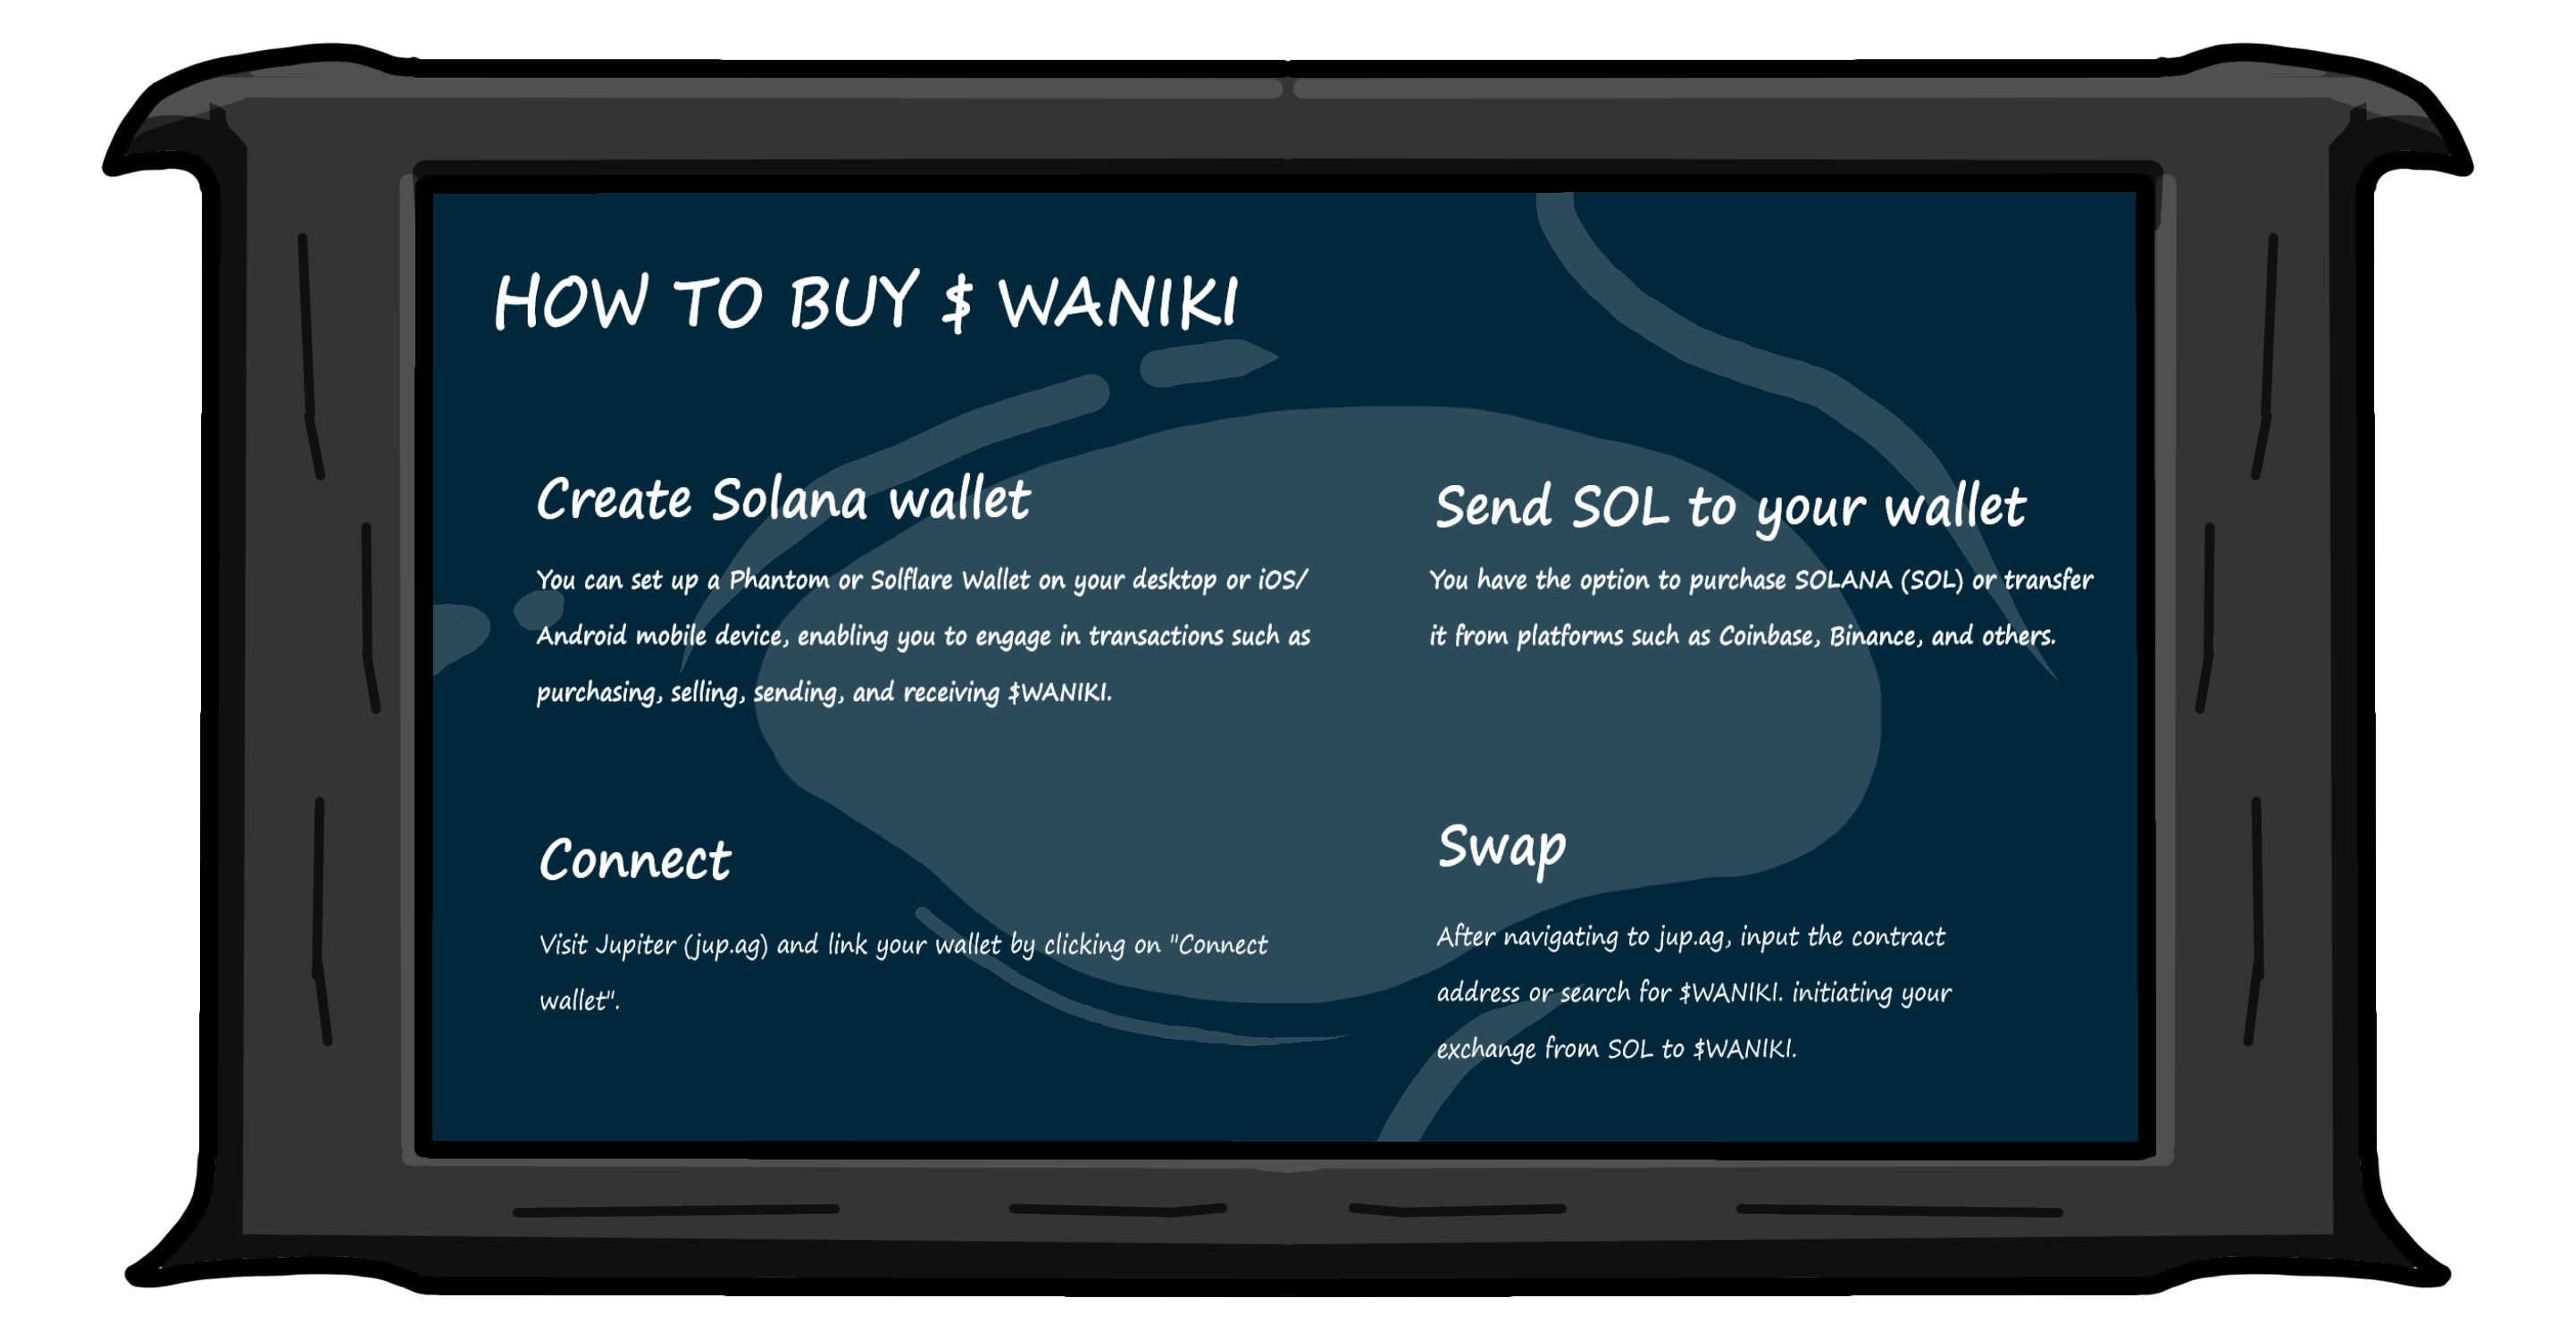 HOW TO BUY $ WANIKI
Create Solana wallet
You can set up a Phantom or Solflare Wallet on your desktop or iOS/
Android mobile device, enabling you to engage in transactions such as
purchasing, selling, sending, and receiving $WANIKI.
Send SOL to your wallet
You have the option to purchase SOLANA (SOL) or transfer
it from platforms such as Coinbase, Binance, and others.
Connect
Visit Jupiter (jup.ag) and link your wallet by clicking on "Connect
wallet".
Swap
After navigating to jup.ag, input the contract
address or search for $WANIKI. initiating your
exchange from SOL to $WANIKI.